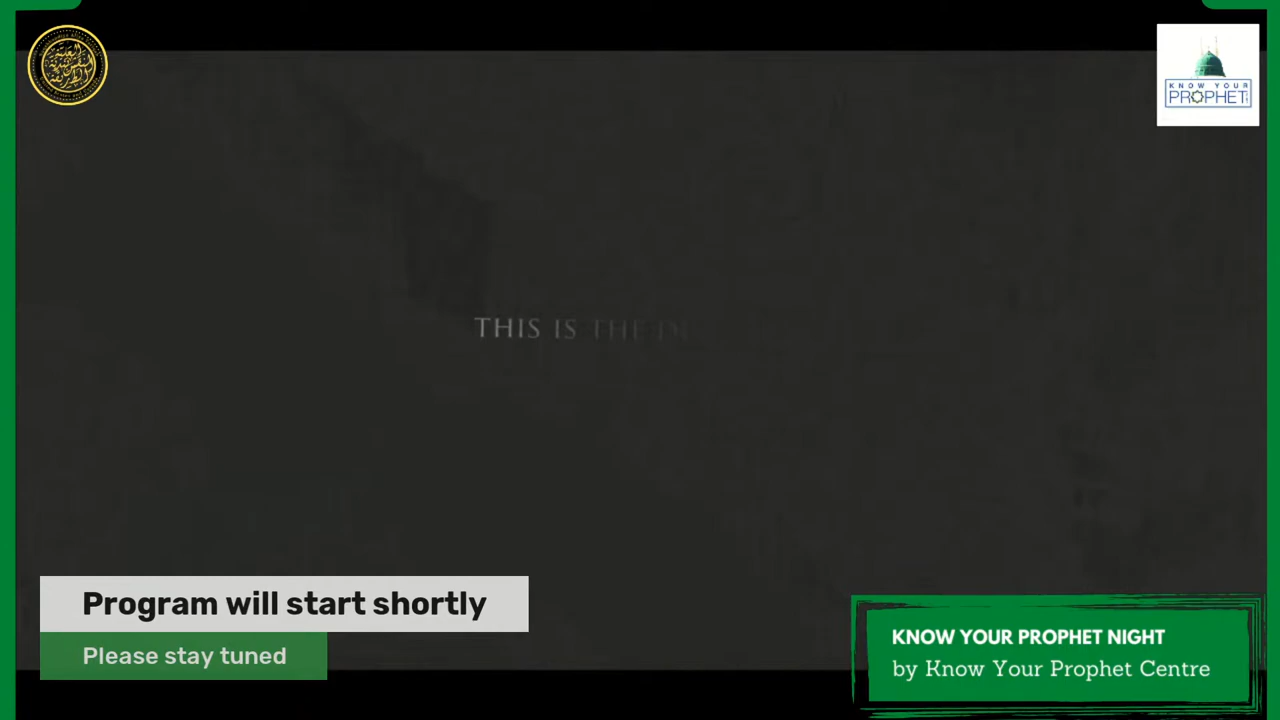 KNOW YOUR
PROPHET
THIS IS THE
Program will start shortly
Please stay tuned
KNOW YOUR PROPHET NIGHT
by Know Your Prophet Centre